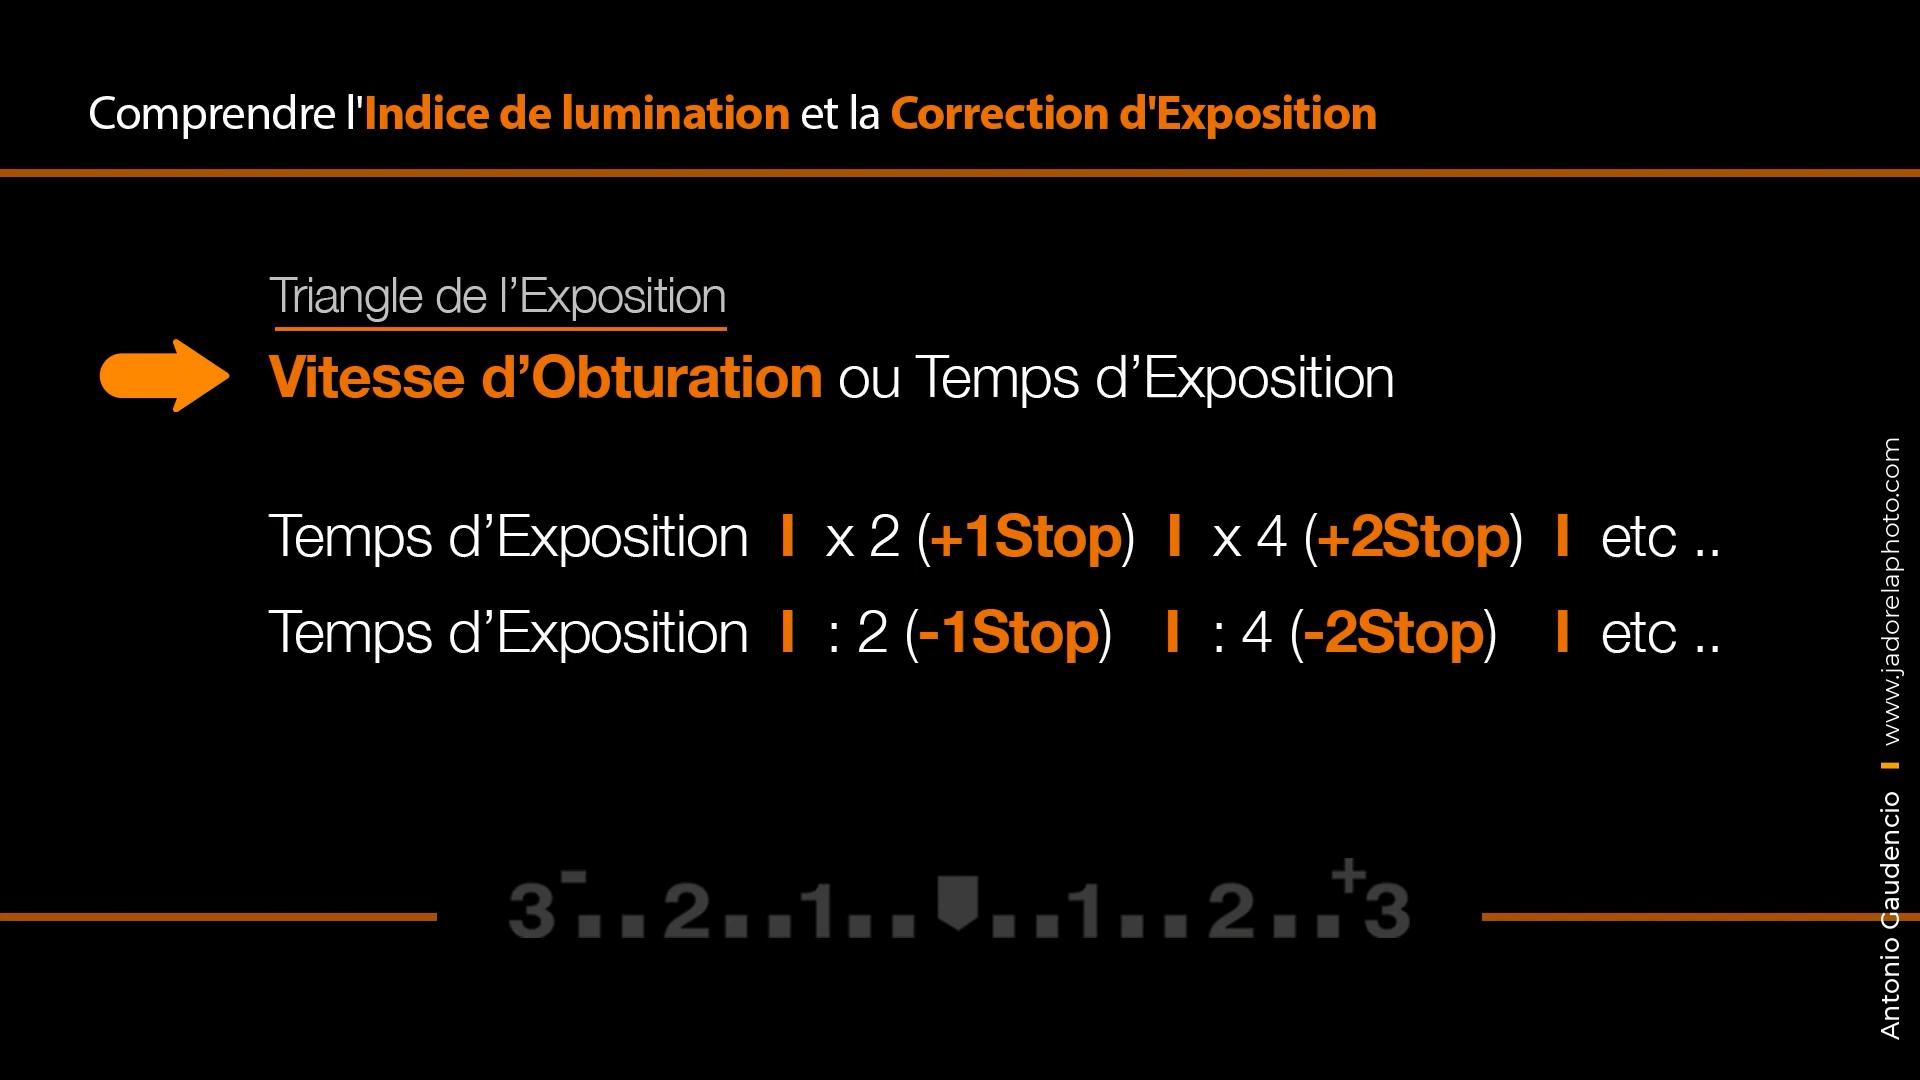 Comprendre l'Indice de lumination et la Correction d'Exposition
Triangle de l’Exposition
Vitesse d’Obturation ou Temps d’Exposition
Temps d’Exposition I x 2 (+1Stop) I x 4 (+2Stop) I etc ..
Temps d’Exposition I : 2 (-1Stop) I : 4 (-2Stop) I etc ..
3-..2..1....1..2..+3
Antonio Gaudencio I www.jadorelaphoto.com